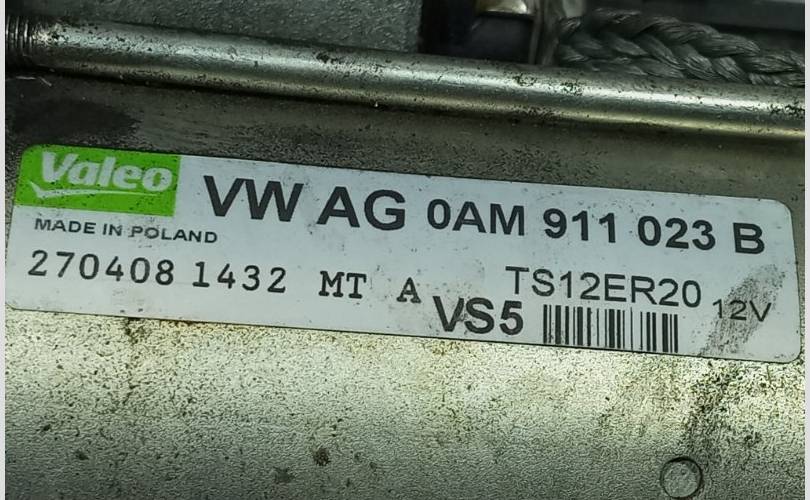 Valeo VW AG 0AM 911 023 B
MADE IN POLAND
270408 1432 MT A TS12ER20 12V
VS5